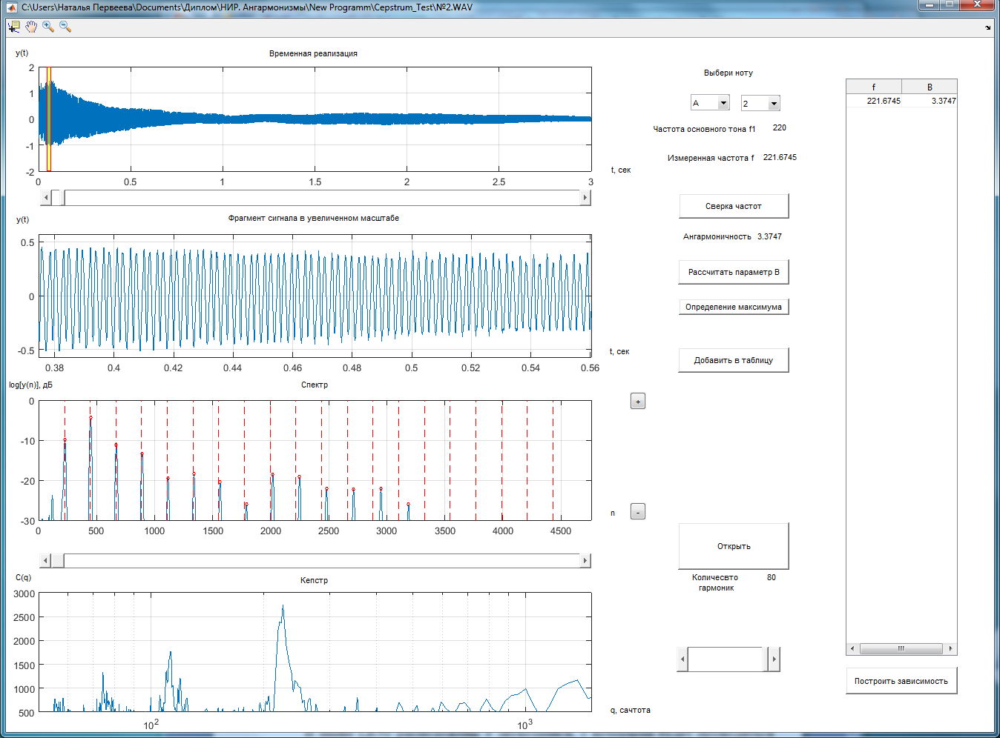 C:\Users\Наталья Первеева\Documents\Диплом\НИР. Ангармонизмы\New Programm\Cepstrum_Test\№2.WAV
y(t)
Временная реализация
2
1
0
-1
-2
0 0.5 1 1.5 2 2.5 3
t, сек
y(t)
Фрагмент сигнала в увеличенном масштабе
0.5
0
-0.5
0.38 0.4 0.42 0.44 0.46 0.48 0.5 0.52 0.54 0.56
t, сек
log[y(n)], дБ
Спектр
0
-10
-20
-30
0 500 1000 1500 2000 2500 3000 3500 4000 4500
n
+
-
C(q)
Кепстр
3000
2500
2000
1500
1000
500
10^2 10^3
q, сачтота
Выбери ноту
A 2
Частота основного тона f1 220
Измеренная частота f 221.6745
Сверка частот
Ангармоничность 3.3747
Рассчитать параметр B
Определение максимума
Добавить в таблицу
Открыть
Количесвто 80
гармоник
f B
221.6745 3.3747
Построить зависимость